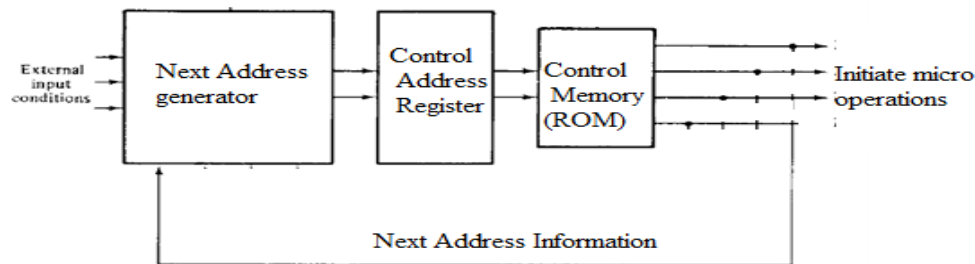 External
input
conditions
Next Address
generator
Control
Address
Register
Control
Memory
(ROM)
Initiate micro
operations
Next Address Information